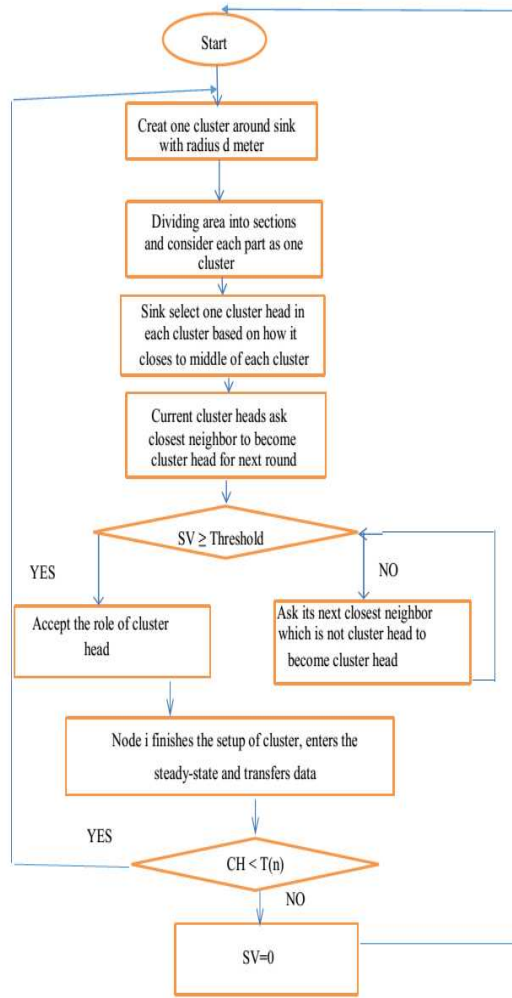 Start
Creat one cluster around sink
with radius d meter
Dividing area into sections
and consider each part as one
cluster
Sink select one cluster head in
each cluster based on how it
closes to middle of each cluster
Current cluster heads ask
closest neighbor to become
cluster head for next round
SV ≥ Threshold
YES
NO
Accept the role of cluster
head
Ask its next closest neighbor
which is not cluster head to
become cluster head
Node i finishes the setup of cluster, enters the
steady-state and transfers data
YES
CH < T(n)
NO
SV=0